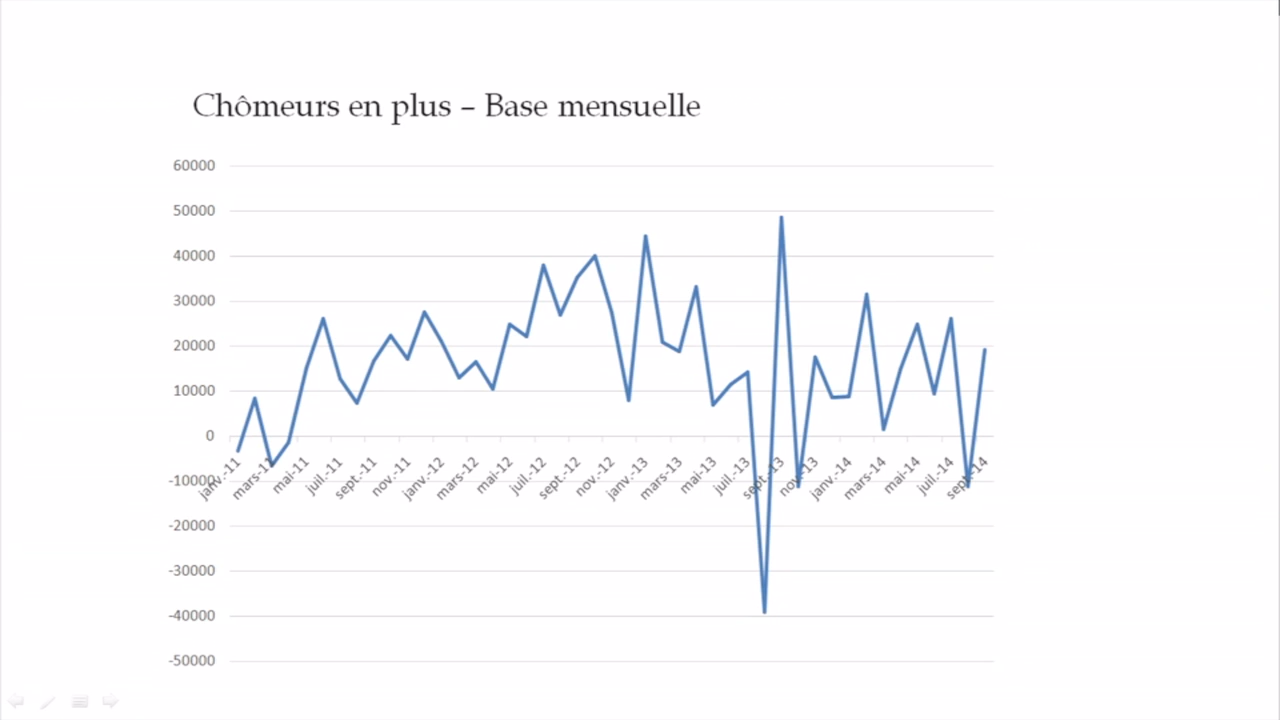 Chômeurs en plus – Base mensuelle
60000
50000
40000
30000
20000
10000
0
-10000
-20000
-30000
-40000
-50000
janv.-11
mars-11
mai-11
juil.-11
sept.-11
nov.-11
janv.-12
mars-12
mai-12
juil.-12
sept.-12
nov.-12
janv.-13
mars-13
mai-13
juil.-13
sept.-13
nov.-13
janv.-14
mars-14
mai-14
juil.-14
sept.-14